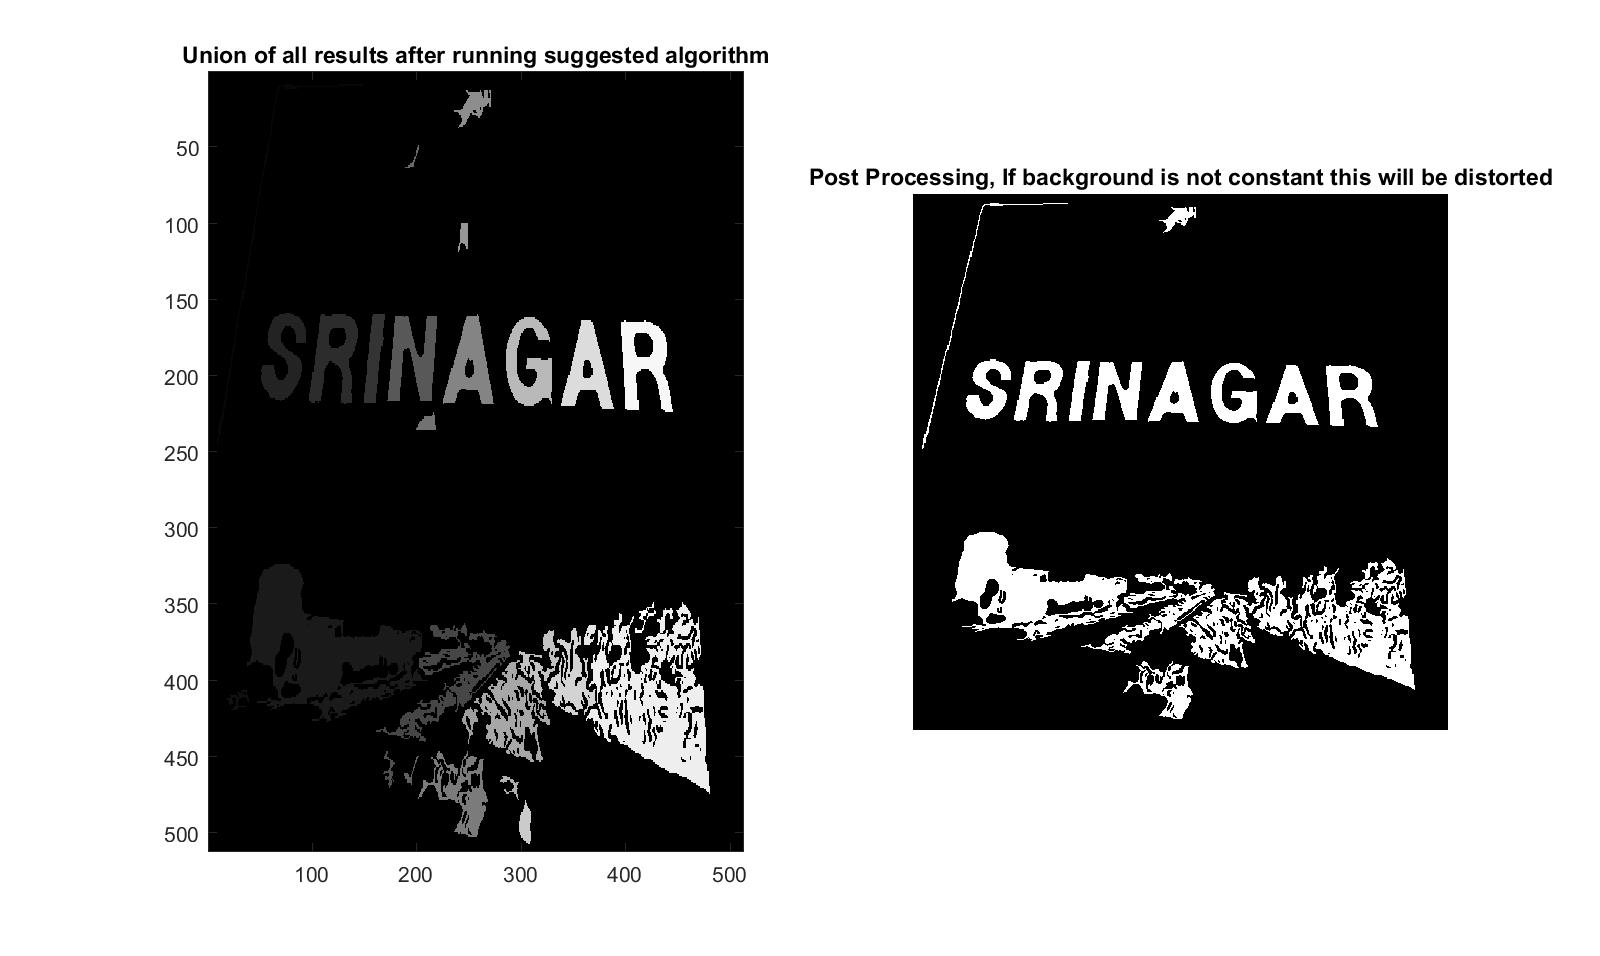 Union of all results after running suggested algorithm
50
100
150
200
250
300
350
400
450
500
100 200 300 400 500
SRINAGAR
Post Processing, If background is not constant this will be distorted
SRINAGAR